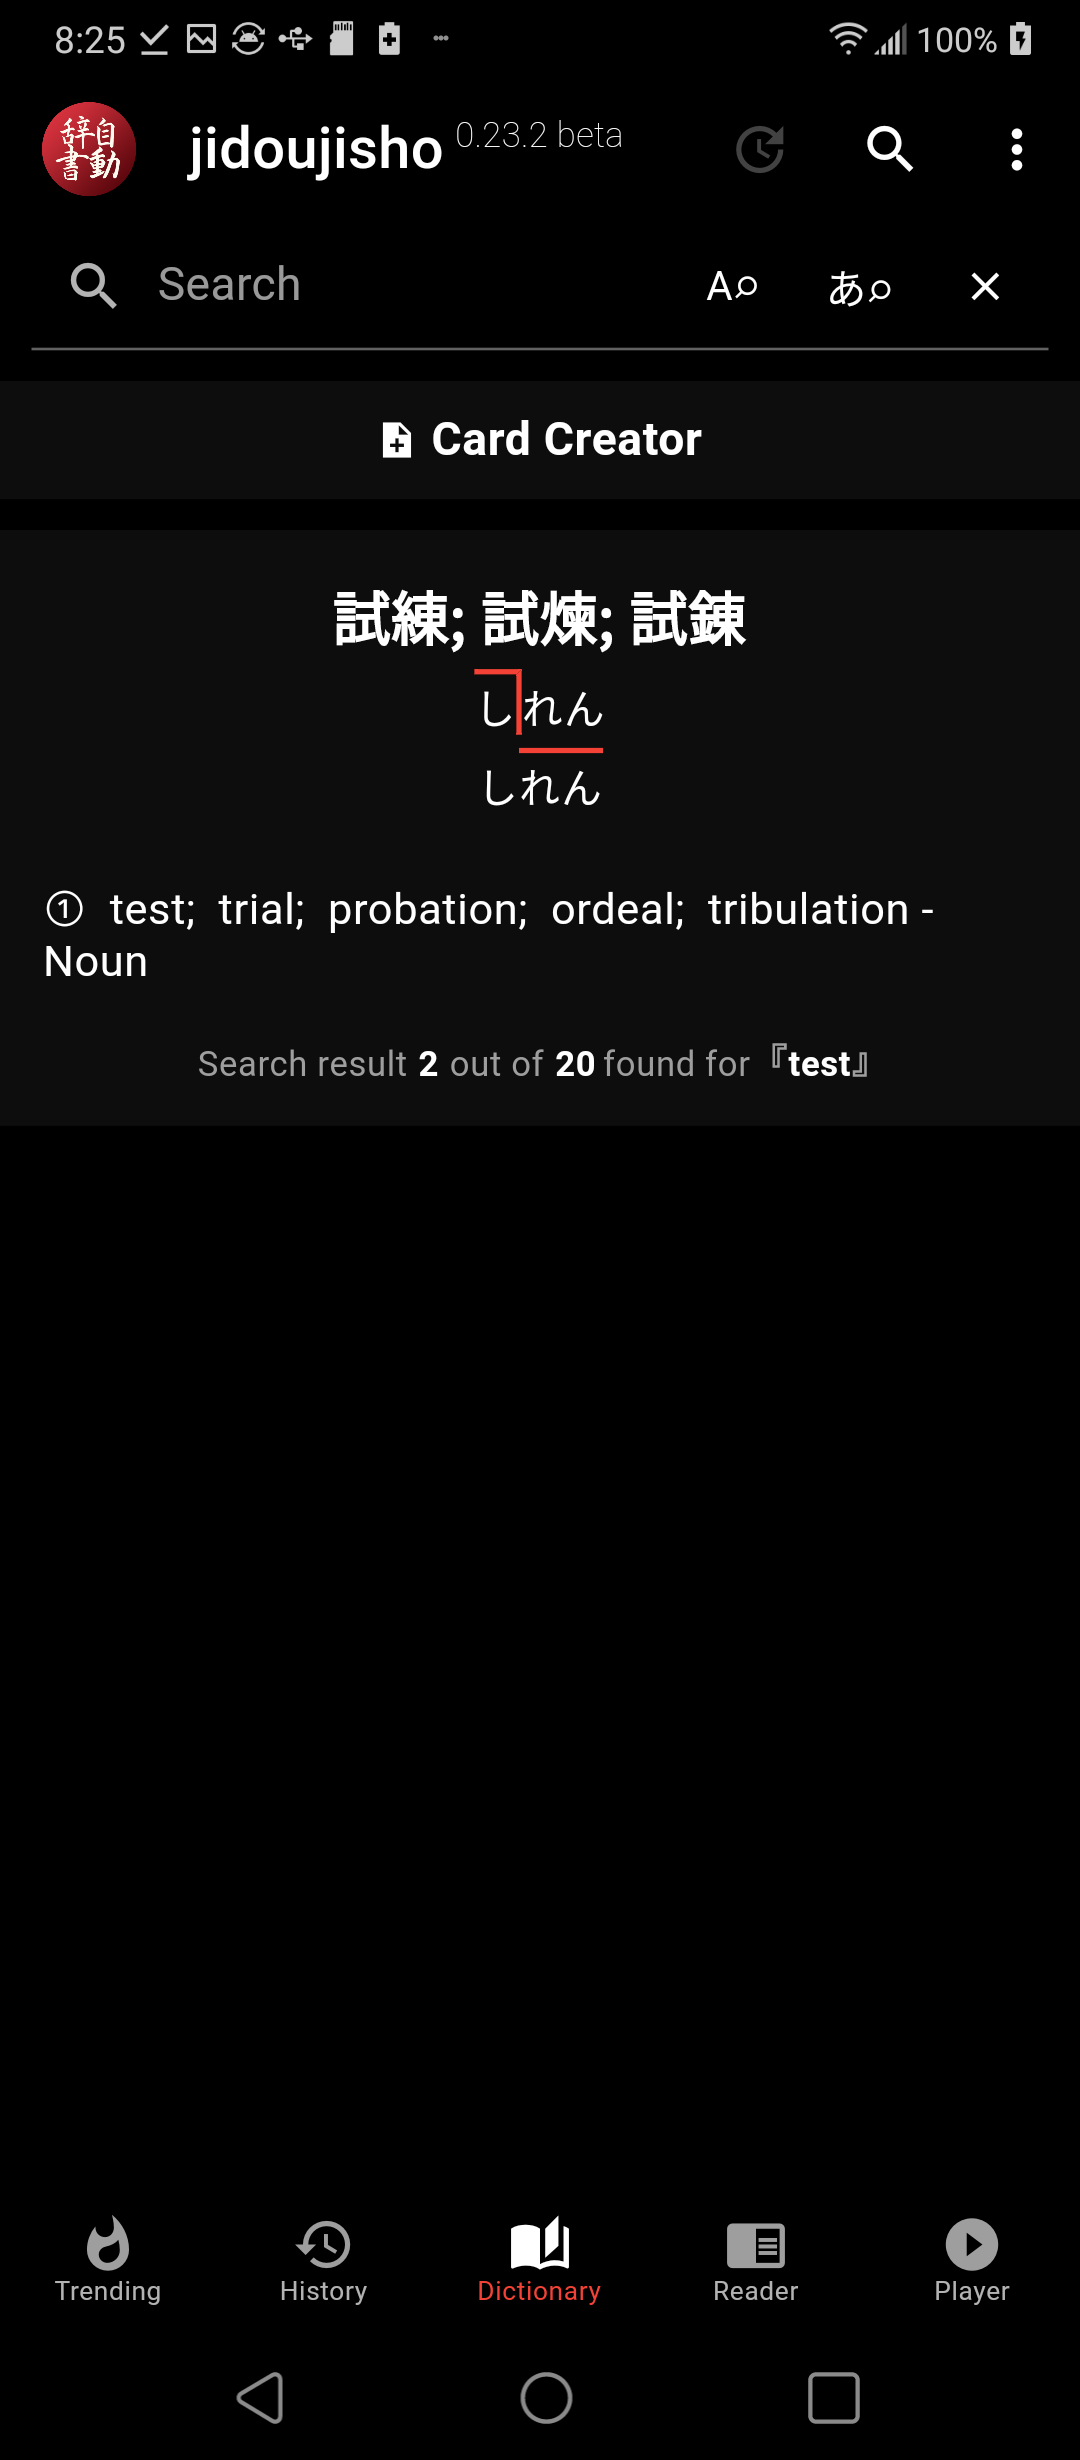 8:25 100%
辞自
書動
jidoujisho 0.23.2 beta
Search A あ
Card Creator
試練; 試煉; 試錬
しれん
しれん
① test; trial; probation; ordeal; tribulation -
Noun
Search result 2 out of 20 found for『test』
Trending History Dictionary Reader Player